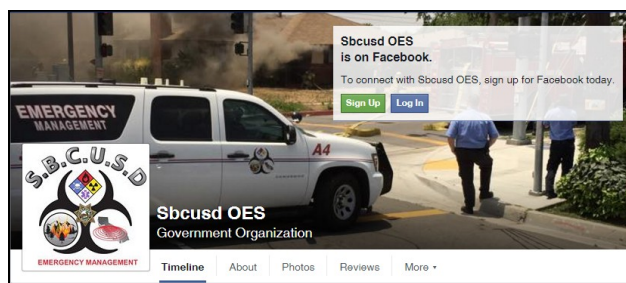 Sbcusd OES
is on Facebook.
To connect with Sbcusd OES, sign up for Facebook today.
Sign Up
Log In
EMERGENCY
MANAGEMENT
A4
S.B.C.U.S.D
EMERGENCY MANAGEMENT
Sbcusd OES
Government Organization
Timeline
About
Photos
Reviews
More